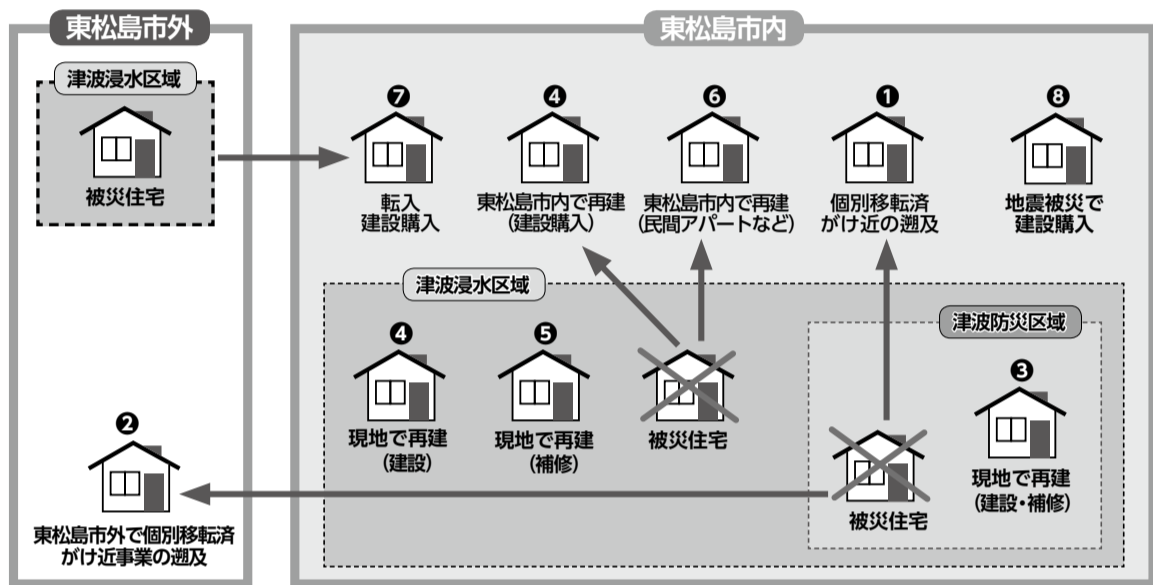 東松島市外
津波浸水区域
被災住宅
❷
東松島市外で個別移転済
がけ近事業の遡及
東松島市内
❼
転入
建設購入
❹
東松島市内で再建
(建設購入)
❻
東松島市内で再建
(民間アパートなど)
❶
個別移転済
がけ近の遡及
❽
地震被災で
建設購入
津波浸水区域
❹
現地で再建
(建設)
❺
現地で再建
(補修)
被災住宅
津波防災区域
被災住宅
❸
現地で再建
(建設・補修)